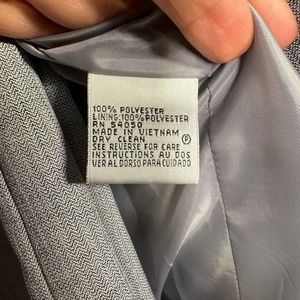 100% POLYESTER
LINING:100%POLYESTER
RN 54050
MADE IN VIETNAM
DRY CLEAN Ⓟ
SEE REVERSE FOR CARE
INSTRUCTIONS AU DOS
VER AL DORSO PARA CUIDADO